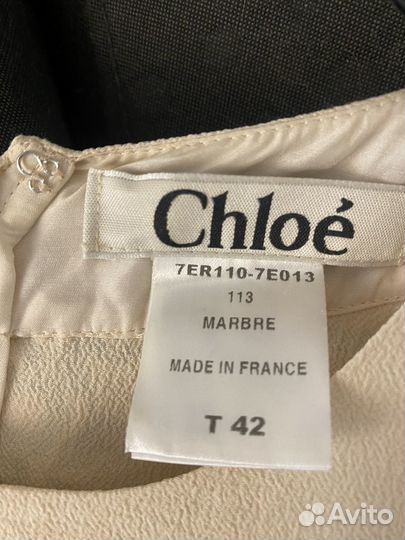 Chloé
7ER110-7E013
113
MARBRE
MADE IN FRANCE
T 42
Avito